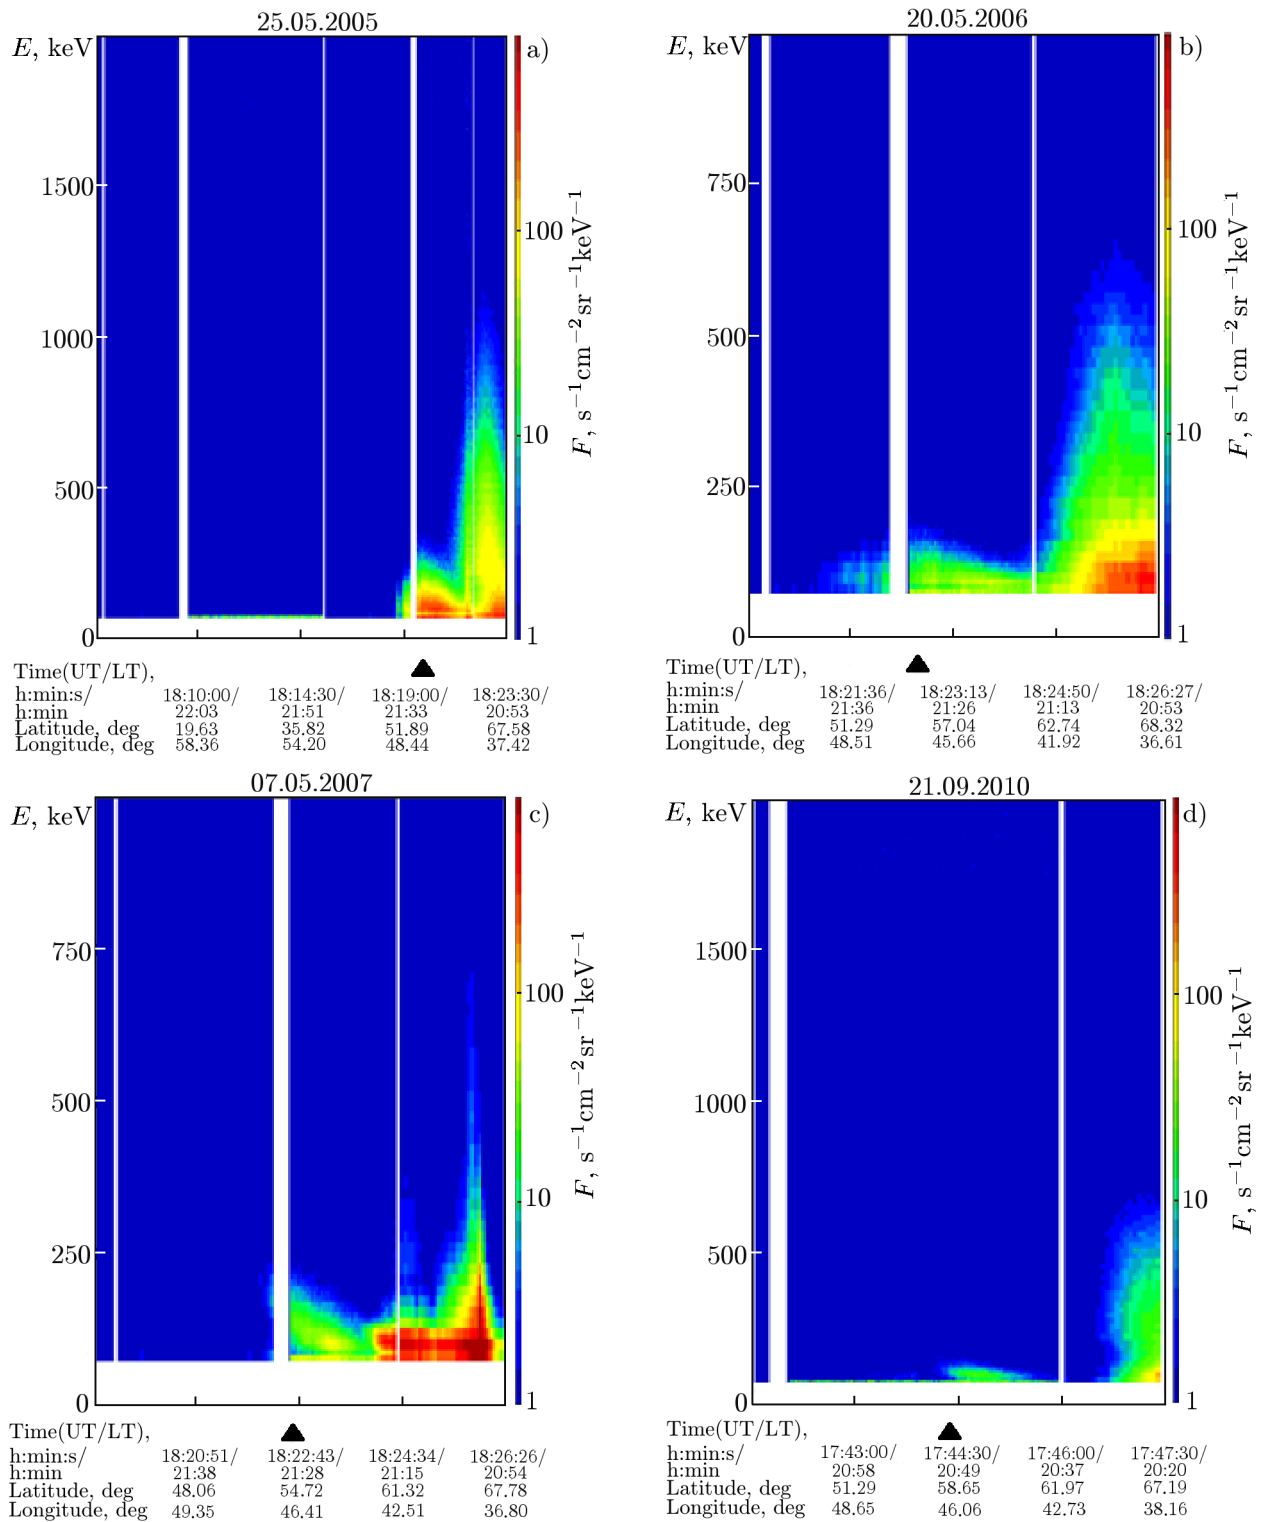 25.05.2005
E, keV
a)
1500
1000
500
0
100
10
1
F, s−1cm−2sr−1keV−1
Time(UT/LT),
h:min:s/ 18:10:00/ 18:14:30/ 18:19:00/ 18:23:30/
h:min 22:03 21:51 21:33 20:53
Latitude, deg 19.63 35.82 51.89 67.58
Longitude, deg 58.36 54.20 48.44 37.42
20.05.2006
E, keV
b)
750
500
250
0
100
10
1
F, s−1cm−2sr−1keV−1
Time(UT/LT),
h:min:s/ 18:21:36/ 18:23:13/ 18:24:50/ 18:26:27/
h:min 21:36 21:26 21:13 20:53
Latitude, deg 51.29 57.04 62.74 68.32
Longitude, deg 48.51 45.66 41.92 36.61
07.05.2007
E, keV
c)
750
500
250
0
100
10
1
F, s−1cm−2sr−1keV−1
Time(UT/LT),
h:min:s/ 18:20:51/ 18:22:43/ 18:24:34/ 18:26:26/
h:min 21:38 21:28 21:15 20:54
Latitude, deg 48.06 54.72 61.32 67.78
Longitude, deg 49.35 46.41 42.51 36.80
21.09.2010
E, keV
d)
1500
1000
500
0
100
10
1
F, s−1cm−2sr−1keV−1
Time(UT/LT),
h:min:s/ 17:43:00/ 17:44:30/ 17:46:00/ 17:47:30/
h:min 20:58 20:49 20:37 20:20
Latitude, deg 51.29 58.65 61.97 67.19
Longitude, deg 48.65 46.06 42.73 38.16